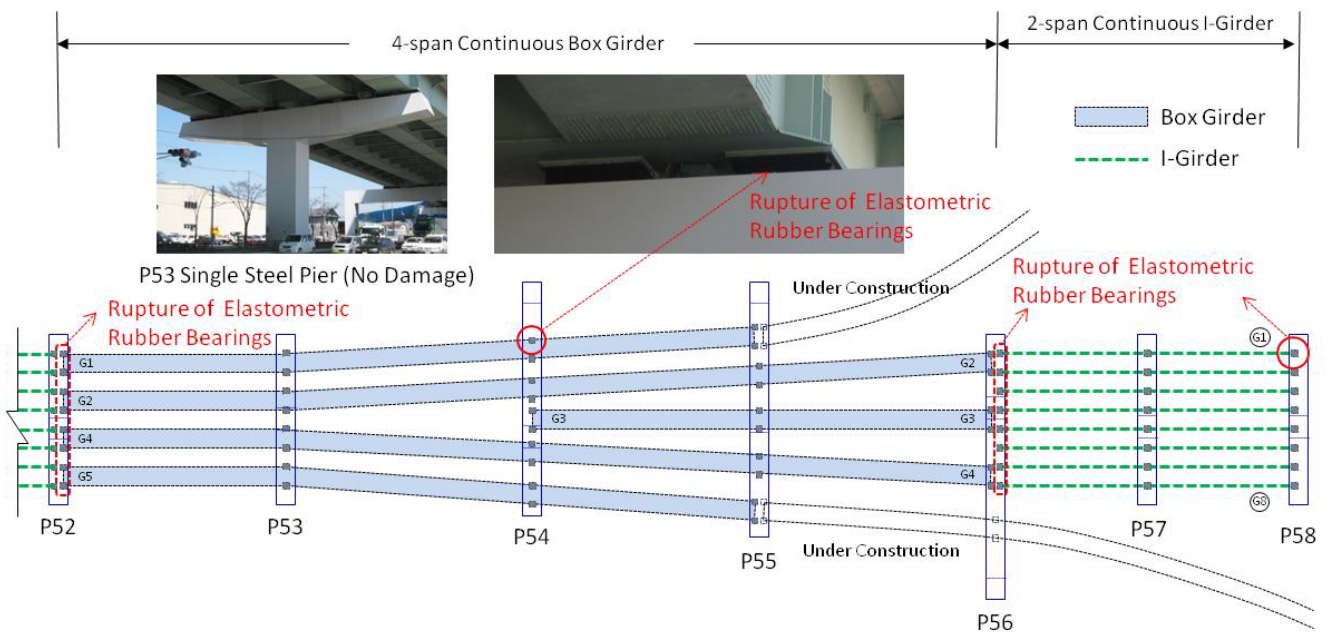 2-span Continuous I-Girder
4-span Continuous Box Girder
Box Girder
I-Girder
Rupture of Elastometric
Rubber Bearings
P53 Single Steel Pier (No Damage)
Under Construction
Rupture of Elastometric
Rubber Bearings
Rupture of Elastometric
Rubber Bearings
G1
G1
G2
G2
G3
G3
G4
G4
G5
G8
Under Construction
P52
P53
P54
P55
P56
P57
P58